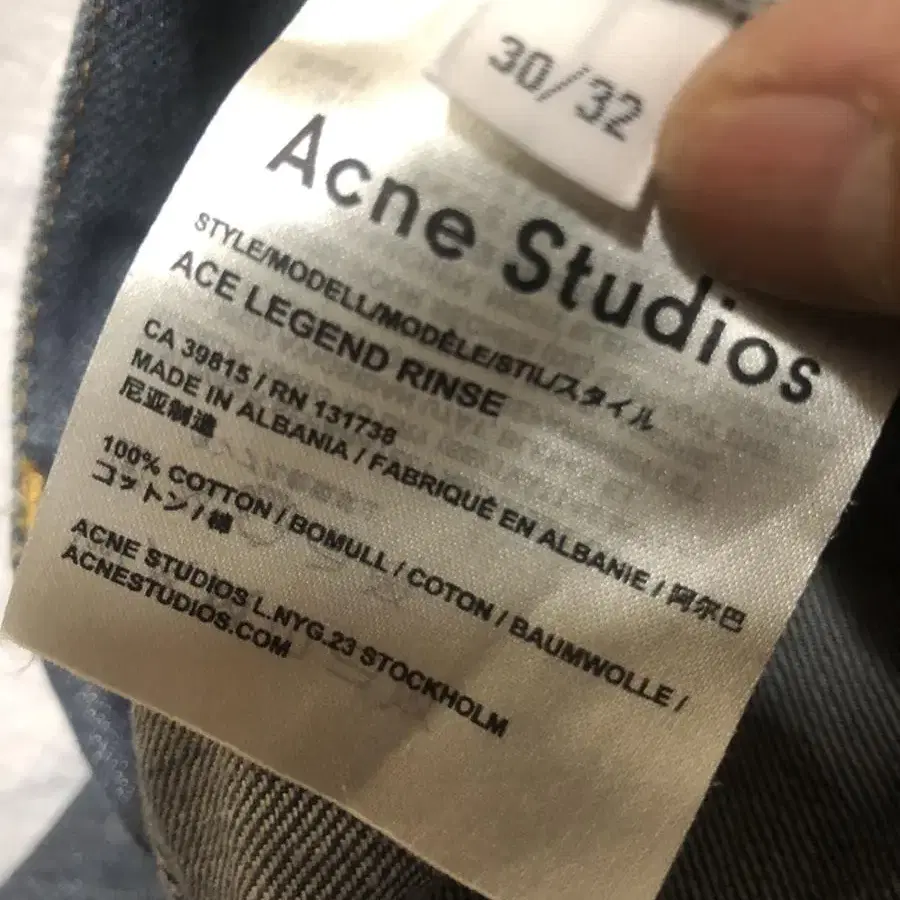 30/32
Acne Studios
STYLE/MODELL/MODÈLE/STIL/スタイル
ACE LEGEND RINSE
CA 39815 / RN 131738
MADE IN ALBANIA / FABRIQUÉ EN ALBANIE / 阿尔巴
尼亚制造
100% COTTON / BOMULL / COTON / BAUMWOLLE /
コットン / 棉
ACNE STUDIOS L.NYG.23 STOCKHOLM
ACNESTUDIOS.COM